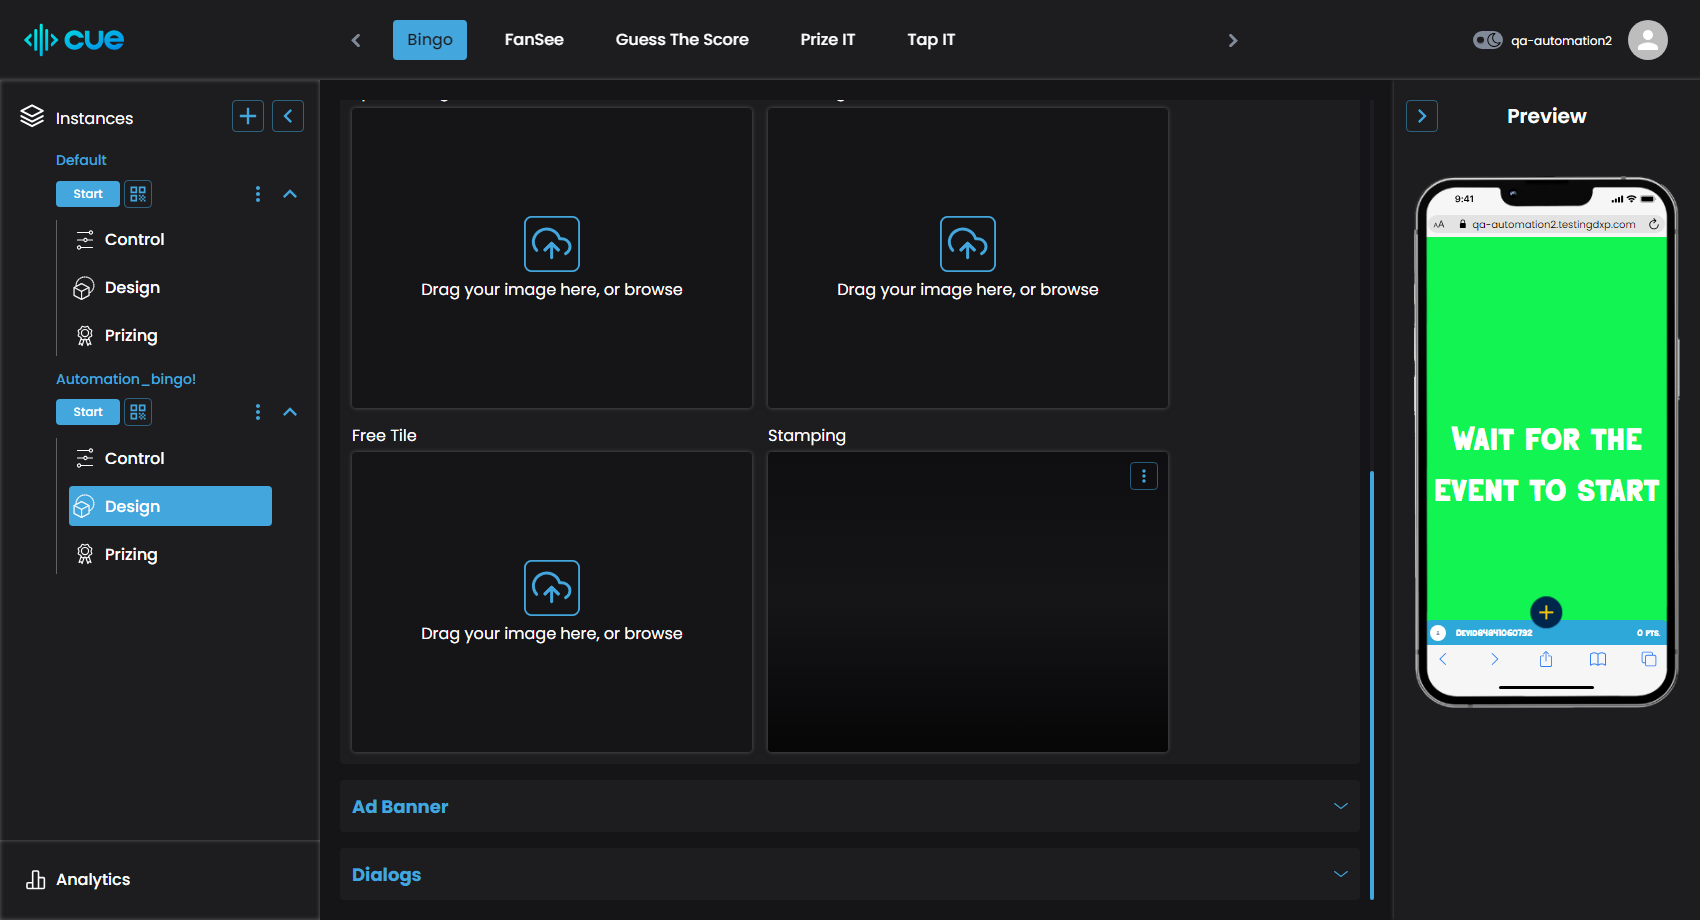 cue
Bingo
FanSee
Guess The Score
Prize IT
Tap IT
qa-automation2
Instances
Default
Start
Control
Design
Prizing
Automation_bingo!
Start
Control
Design
Prizing
Analytics
Drag your image here, or browse
Drag your image here, or browse
Free Tile
Stamping
Drag your image here, or browse
Ad Banner
Dialogs
Preview
9:41
AA
qa-automation2.testingdxp.com
Wait for the
event to start
0 PTS.